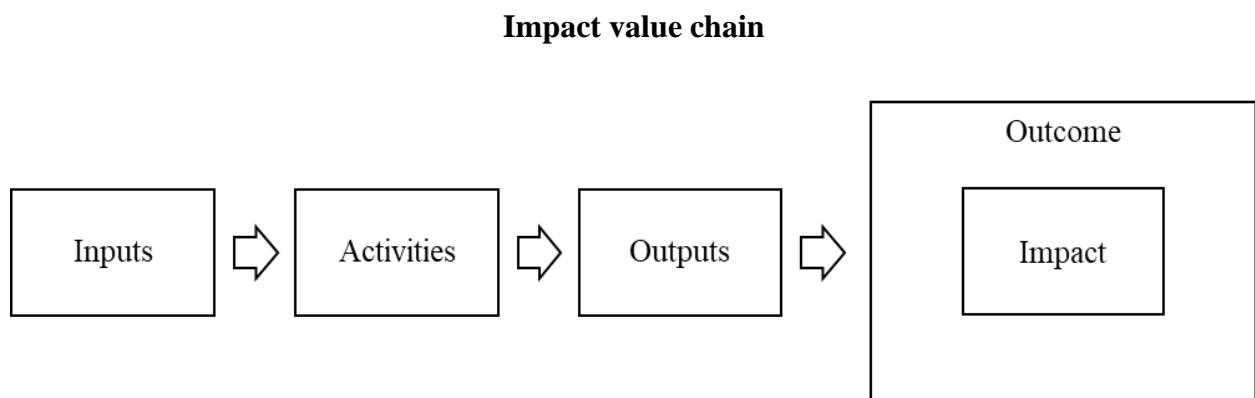 Impact value chain
Outcome
Inputs
Activities
Outputs
Impact